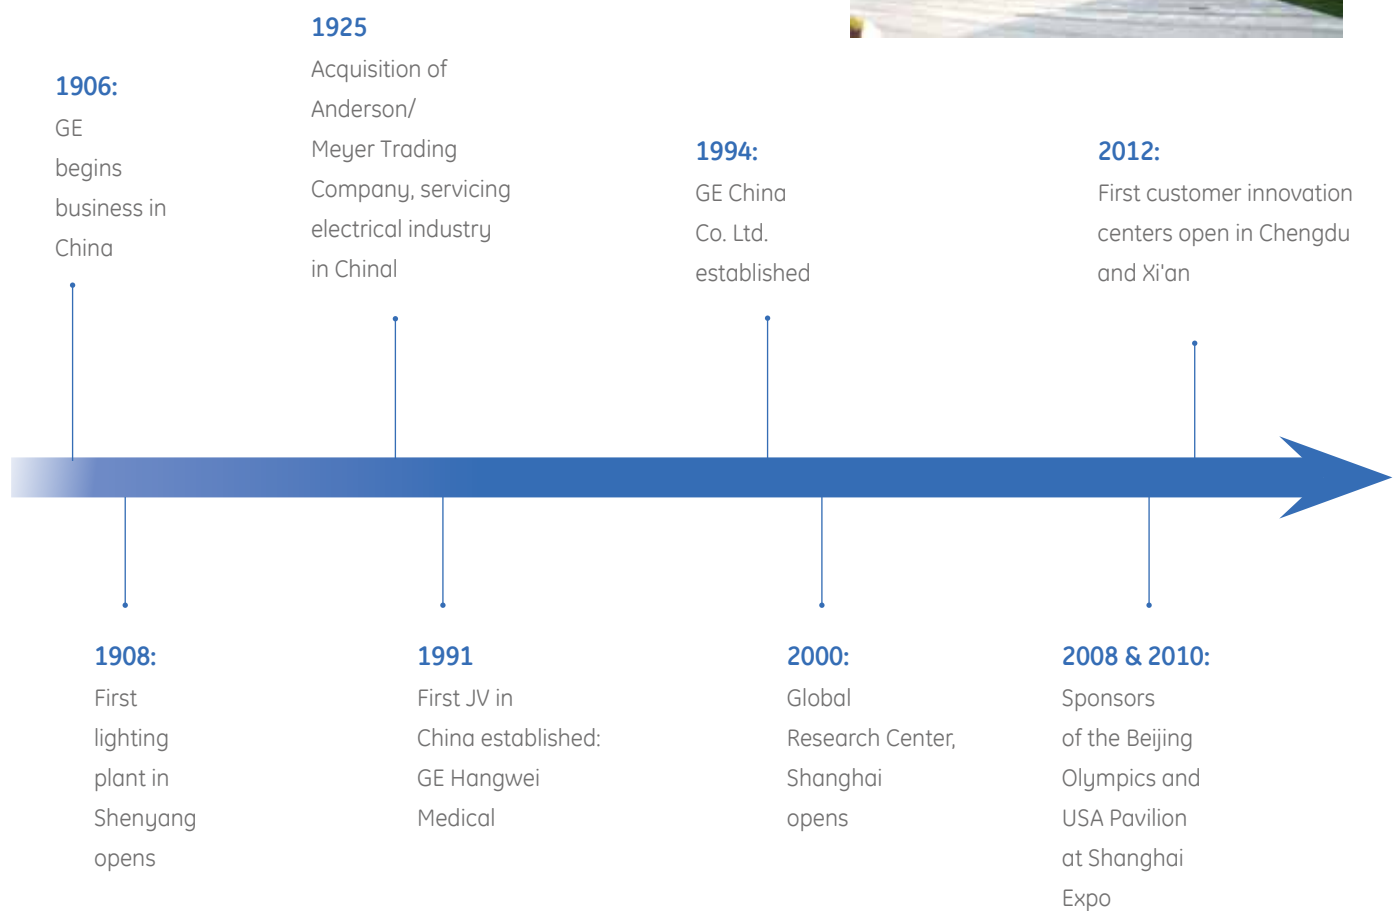 1906:
GE
begins
business in
China
1925
Acquisition of
Anderson/
Meyer Trading
Company, servicing
electrical industry
in Chinal
1994:
GE China
Co. Ltd.
established
2012:
First customer innovation
centers open in Chengdu
and Xi'an
1908:
First
lighting
plant in
Shenyang
opens
1991
First JV in
China established:
GE Hangwei
Medical
2000:
Global
Research Center,
Shanghai
opens
2008 & 2010:
Sponsors
of the Beijing
Olympics and
USA Pavilion
at Shanghai
Expo